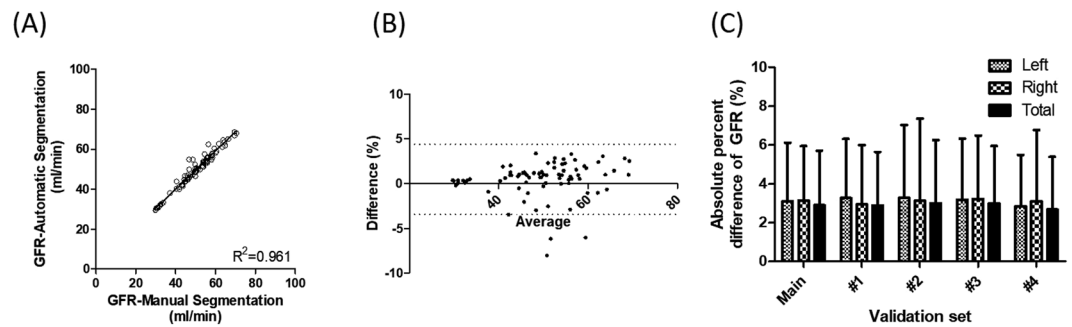 (A)
GFR-Automatic Segmentation
(ml/min)
100
80
60
40
20
0
0 20 40 60 80 100
R²=0.961
GFR-Manual Segmentation
(ml/min)
(B)
Difference (%)
10
5
0
-5
-10
40 60 80
Average
(C)
Absolute percent
difference of GFR (%)
10
8
6
4
2
0
Left
Right
Total
Main #1 #2 #3 #4
Validation set